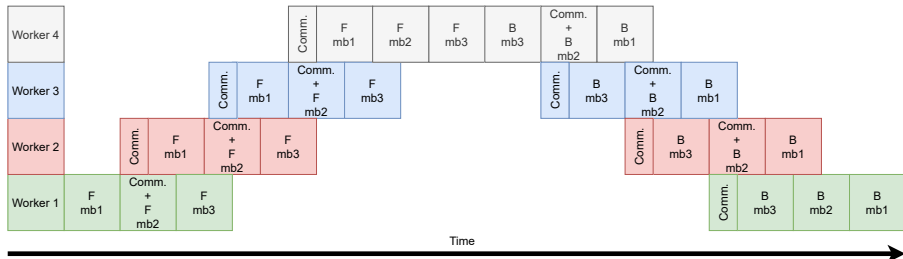 Worker 4
Comm.
F
mb1
F
mb2
F
mb3
B
mb3
Comm.
+
B
mb2
B
mb1
Worker 3
Comm.
F
mb1
Comm.
+
F
mb2
F
mb3
Comm.
B
mb3
Comm.
+
B
mb2
B
mb1
Worker 2
Comm.
F
mb1
Comm.
+
F
mb2
F
mb3
Comm.
B
mb3
Comm.
+
B
mb2
B
mb1
Worker 1
F
mb1
Comm.
+
F
mb2
F
mb3
Comm.
B
mb3
B
mb2
B
mb1
Time